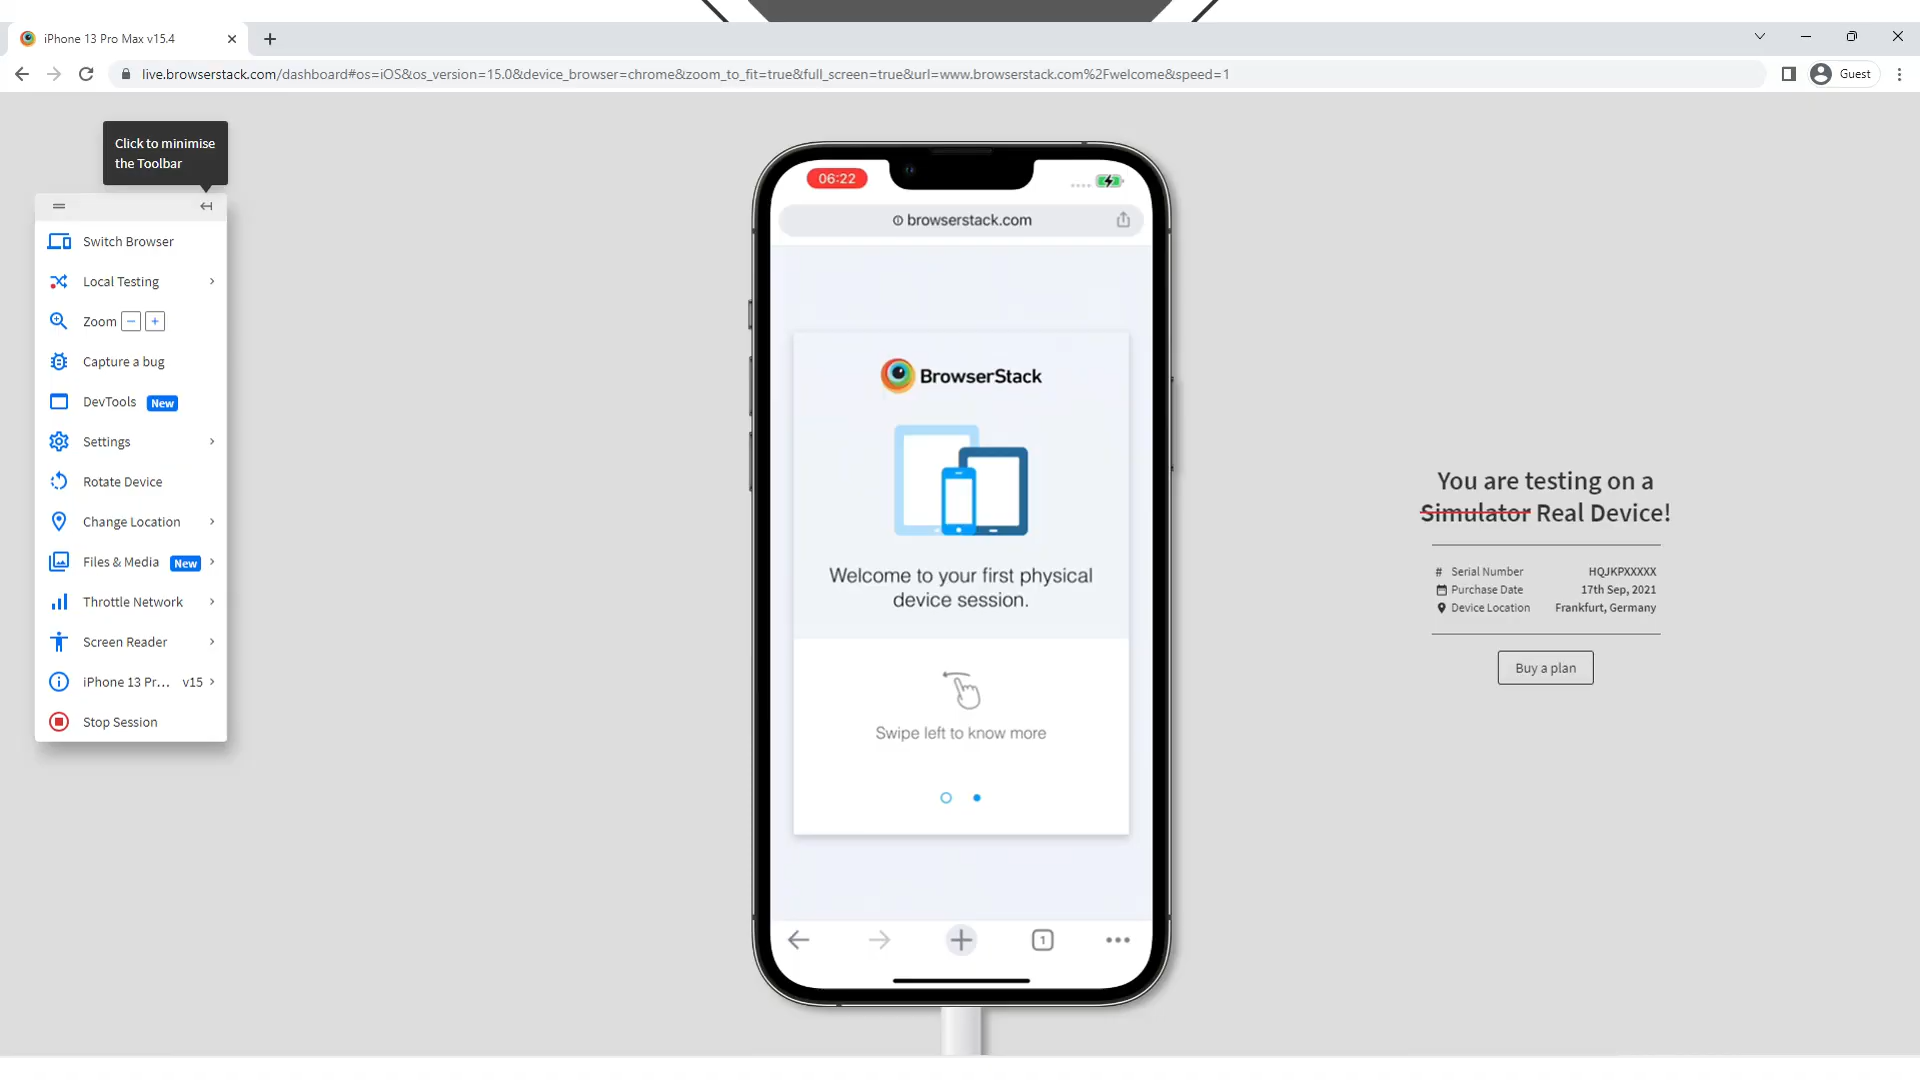 iPhone 13 Pro Max v15.4
live.browserstack.com/dashboard#os=iOS&os_version=15.0&device_browser=chrome&zoom_to_fit=true&full_screen=true&url=www.browserstack.com%2Fwelcome&speed=1
Guest
Click to minimise
the Toolbar
Switch Browser
Local Testing
Zoom
Capture a bug
DevTools New
Settings
Rotate Device
Change Location
Files & Media New
Throttle Network
Screen Reader
iPhone 13 Pr... v15
Stop Session
06:22
browserstack.com
BrowserStack
Welcome to your first physical
device session.
Swipe left to know more
1
You are testing on a
Simulator Real Device!
# Serial Number HQJKPXXXXX
Purchase Date 17th Sep, 2021
Device Location Frankfurt, Germany
Buy a plan